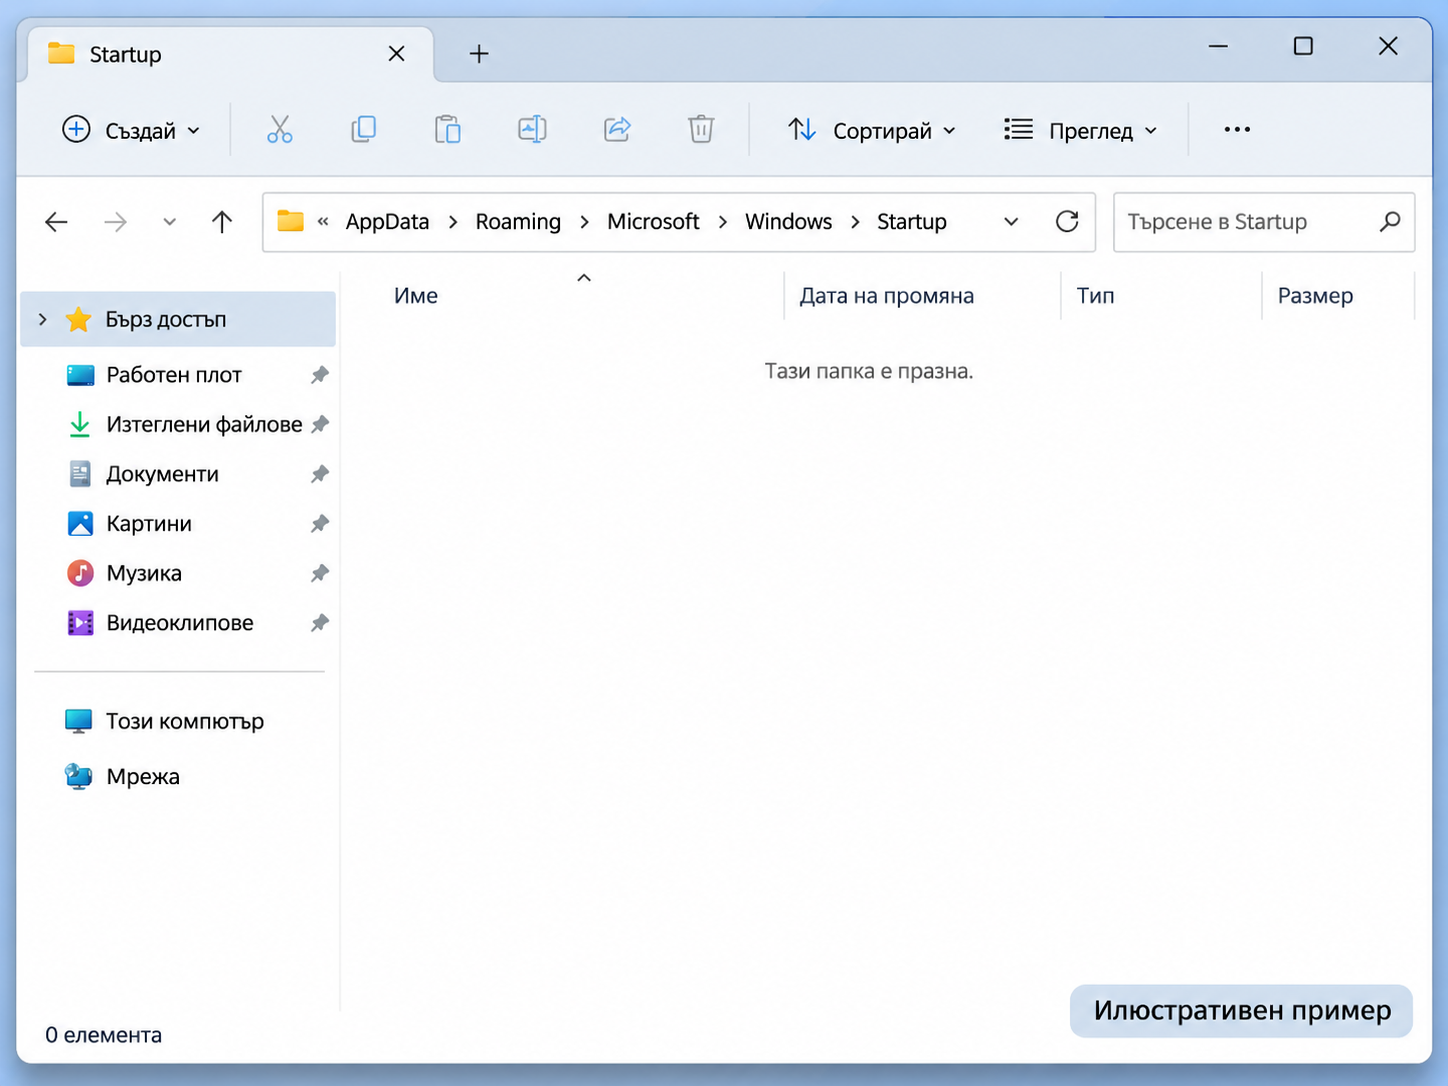 Startup
Създай
Сортирай
Преглед
« AppData > Roaming > Microsoft > Windows > Startup
Търсене в Startup
Бърз достъп
Работен плот
Изтеглени файлове
Документи
Картини
Музика
Видеоклипове
Този компютър
Мрежа
Име
Дата на промяна
Тип
Размер
Тази папка е празна.
0 елемента
Илюстративен пример